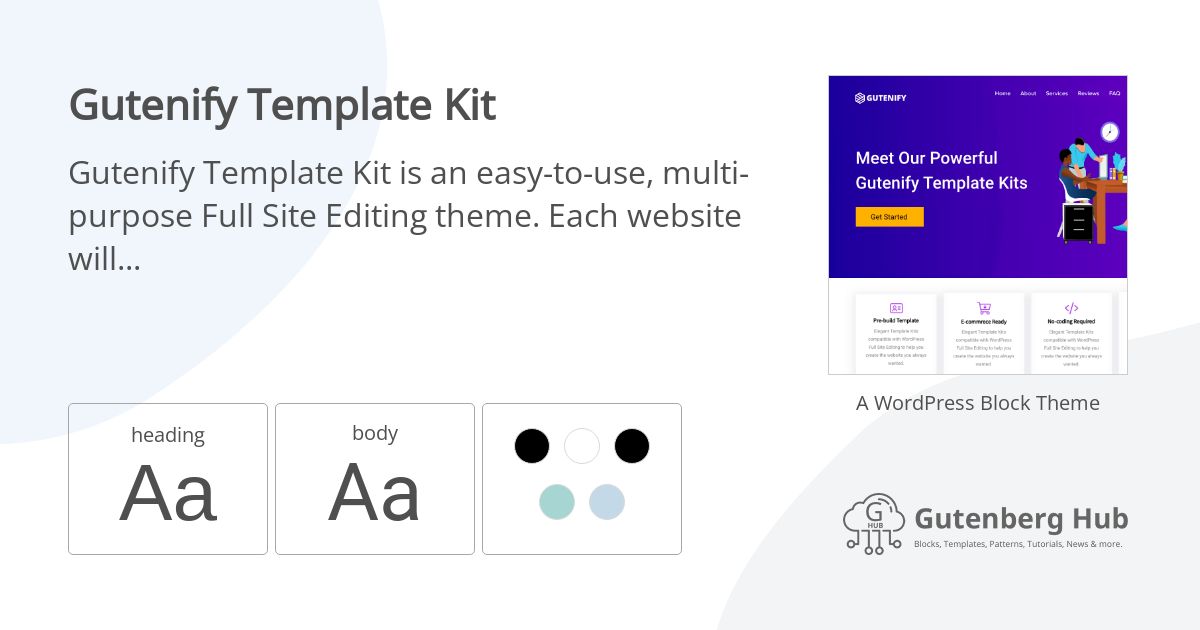 Gutenify Template Kit
Gutenify Template Kit is an easy-to-use, multi-
purpose Full Site Editing theme. Each website
will...
heading
Aa
body
Aa
GUTENIFY
Home About Services Reviews FAQ
Meet Our Powerful
Gutenify Template Kits
Get Started
Pre-build Template
Elegant Template Kits
compatible with WordPress
Full Site Editing to help you
create the website you always
wanted.
E-commrece Ready
Elegant Template Kits
compatible with WordPress
Full Site Editing to help you
create the website you always
wanted
No-coding Required
Elegant Template Kits
compatible with WordPress
Full Site Editing to help you
create the website you always
wanted
A WordPress Block Theme
G
HUB
Gutenberg Hub
Blocks, Templates, Patterns, Tutorials, News & more.